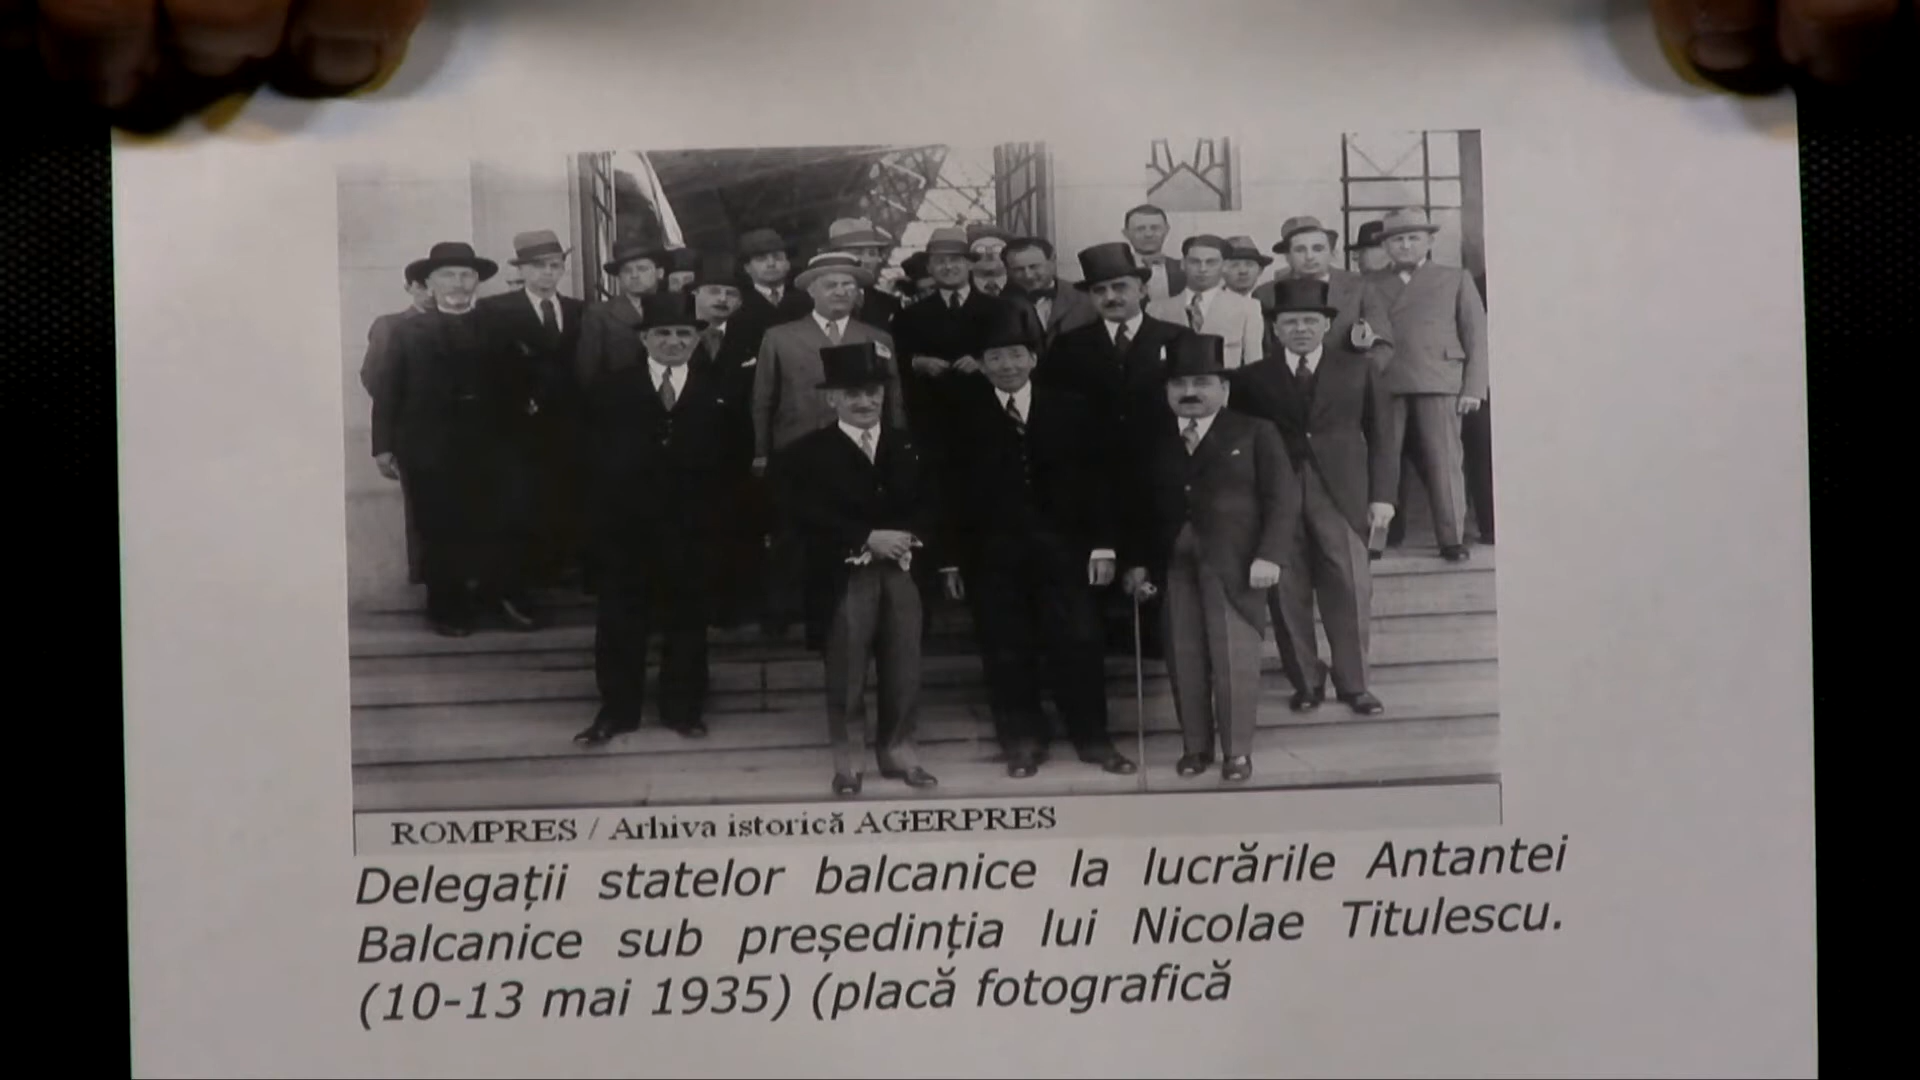 ROMPRES / Arhiva istorică AGERPRES
Delegații statelor balcanice la lucrările Antantei
Balcanice sub președinția lui Nicolae Titulescu.
(10-13 mai 1935) (placă fotografică